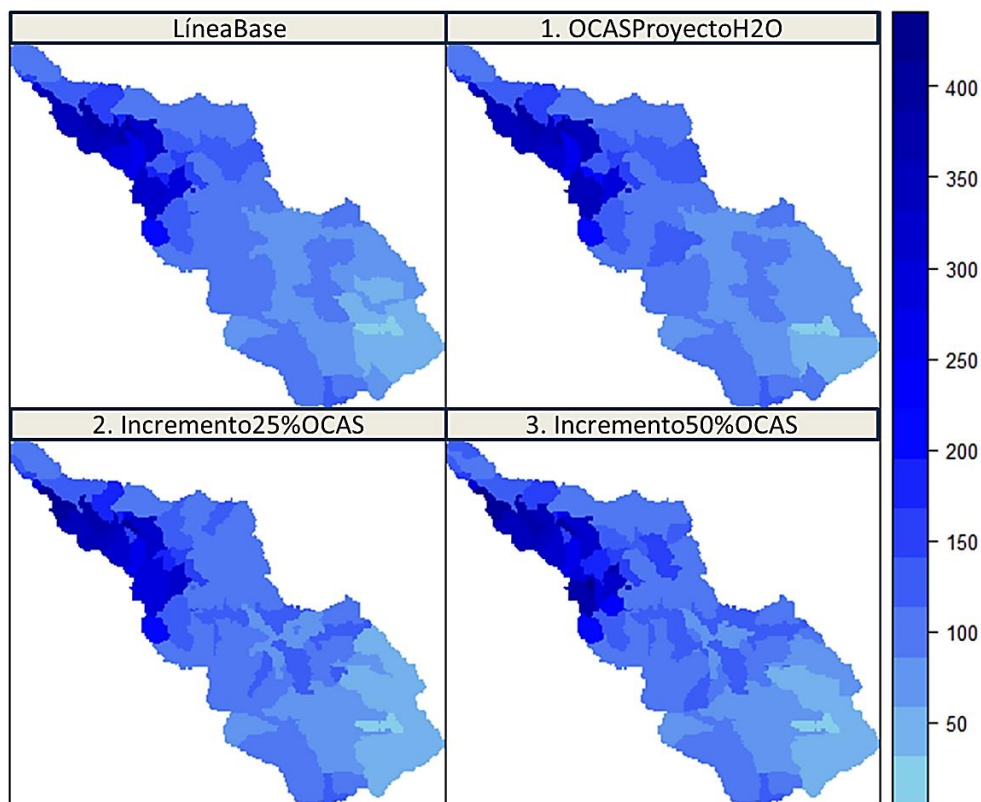 LíneaBase
1. OCASProyectoH2O
2. Incremento25%OCAS
3. Incremento50%OCAS
400
350
300
250
200
150
100
50